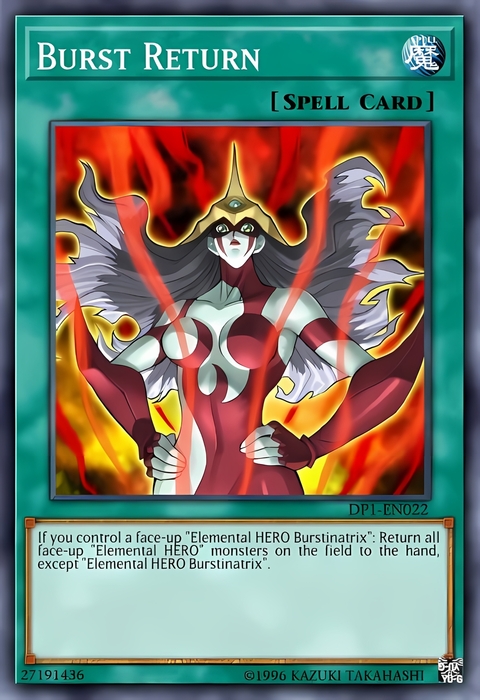 BURST RETURN
魔
[SPELL CARD]
DP1-EN022
If you control a face-up "Elemental HERO Burstinatrix": Return all
face-up "Elemental HERO" monsters on the field to the hand,
except "Elemental HERO Burstinatrix".
27191436
©1996 KAZUKI TAKAHASHI